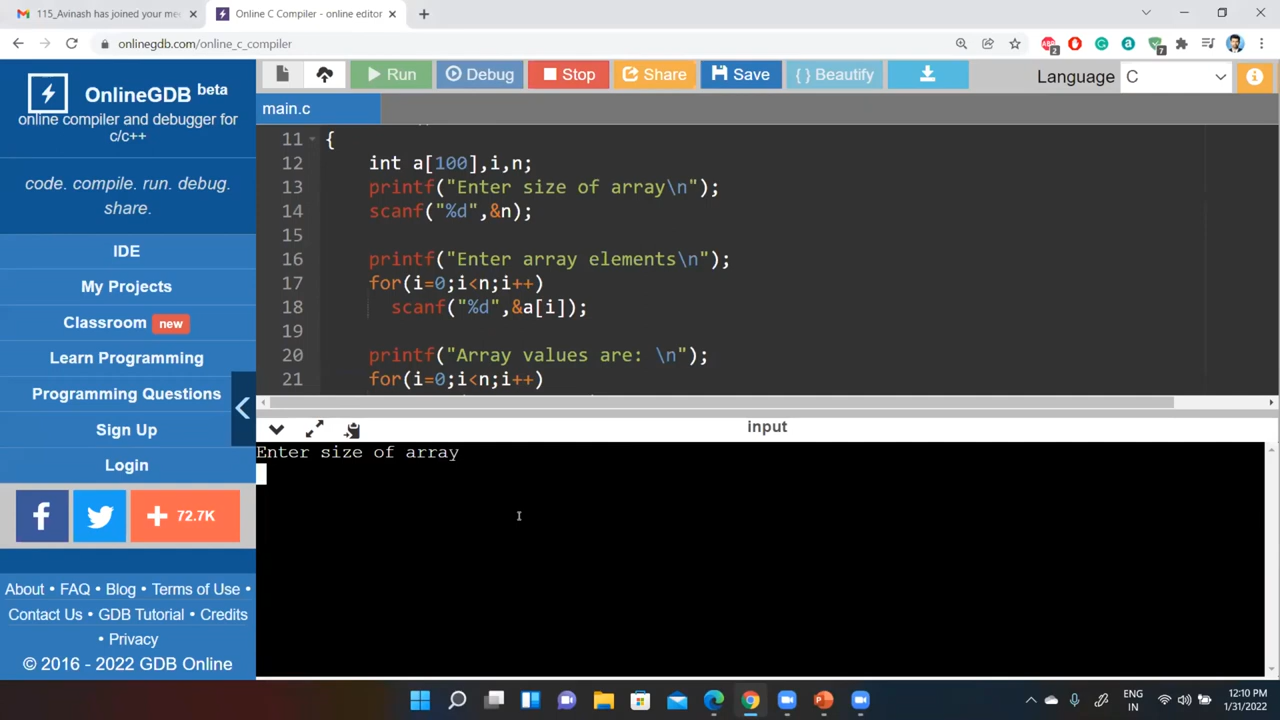 115_Avinash has joined your me
Online C Compiler - online editor
onlinegdb.com/online_c_compiler
OnlineGDB beta
online compiler and debugger for
c/c++
code. compile. run. debug.
share.
IDE
My Projects
Classroom new
Learn Programming
Programming Questions
Sign Up
Login
72.7K
About • FAQ • Blog • Terms of Use •
Contact Us • GDB Tutorial • Credits
• Privacy
© 2016 - 2022 GDB Online
Run Debug Stop Share Save { } Beautify Language C
main.c
11 {
12 int a[100],i,n;
13 printf("Enter size of array\n");
14 scanf("%d",&n);
15
16 printf("Enter array elements\n");
17 for(i=0;i<n;i++)
18 scanf("%d",&a[i]);
19
20 printf("Array values are: \n");
21 for(i=0;i<n;i++)
input
Enter size of array
ENG
IN
12:10 PM
1/31/2022